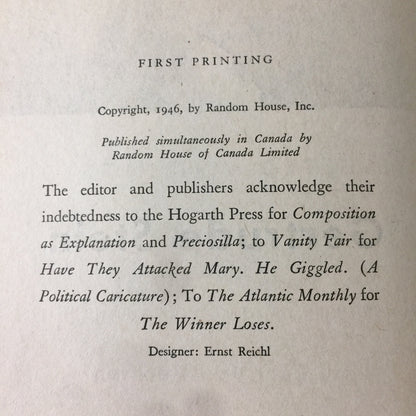 FIRST PRINTING
Copyright, 1946, by Random House, Inc.
Published simultaneously in Canada by
Random House of Canada Limited
The editor and publishers acknowledge their
indebtedness to the Hogarth Press for Composition
as Explanation and Preciosilla; to Vanity Fair for
Have They Attacked Mary. He Giggled. (A
Political Caricature); To The Atlantic Monthly for
The Winner Loses.
Designer: Ernst Reichl